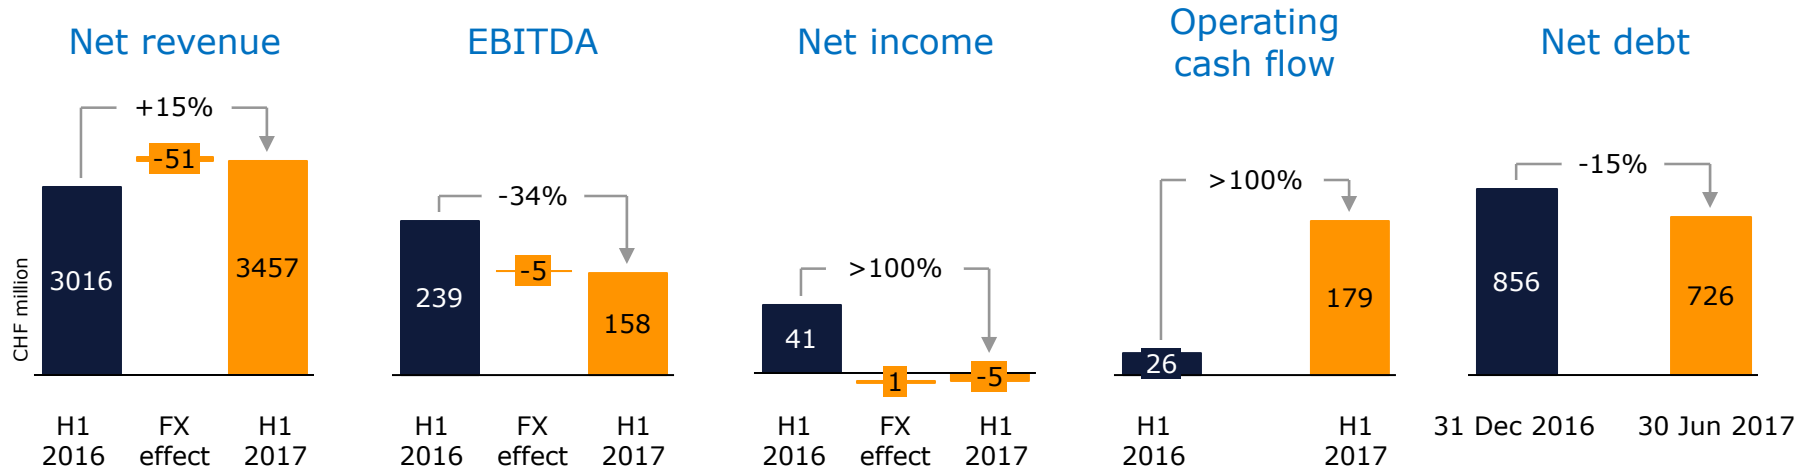 Net revenue
+15%
-51
3016
3457
CHF million
H1
2016
FX
effect
H1
2017
EBITDA
-34%
239
-5
158
H1
2016
FX
effect
H1
2017
Net income
>100%
41
1
-5
H1
2016
FX
effect
H1
2017
Operating
cash flow
>100%
26
179
H1
2016
H1
2017
Net debt
-15%
856
726
31 Dec 2016
30 Jun 2017